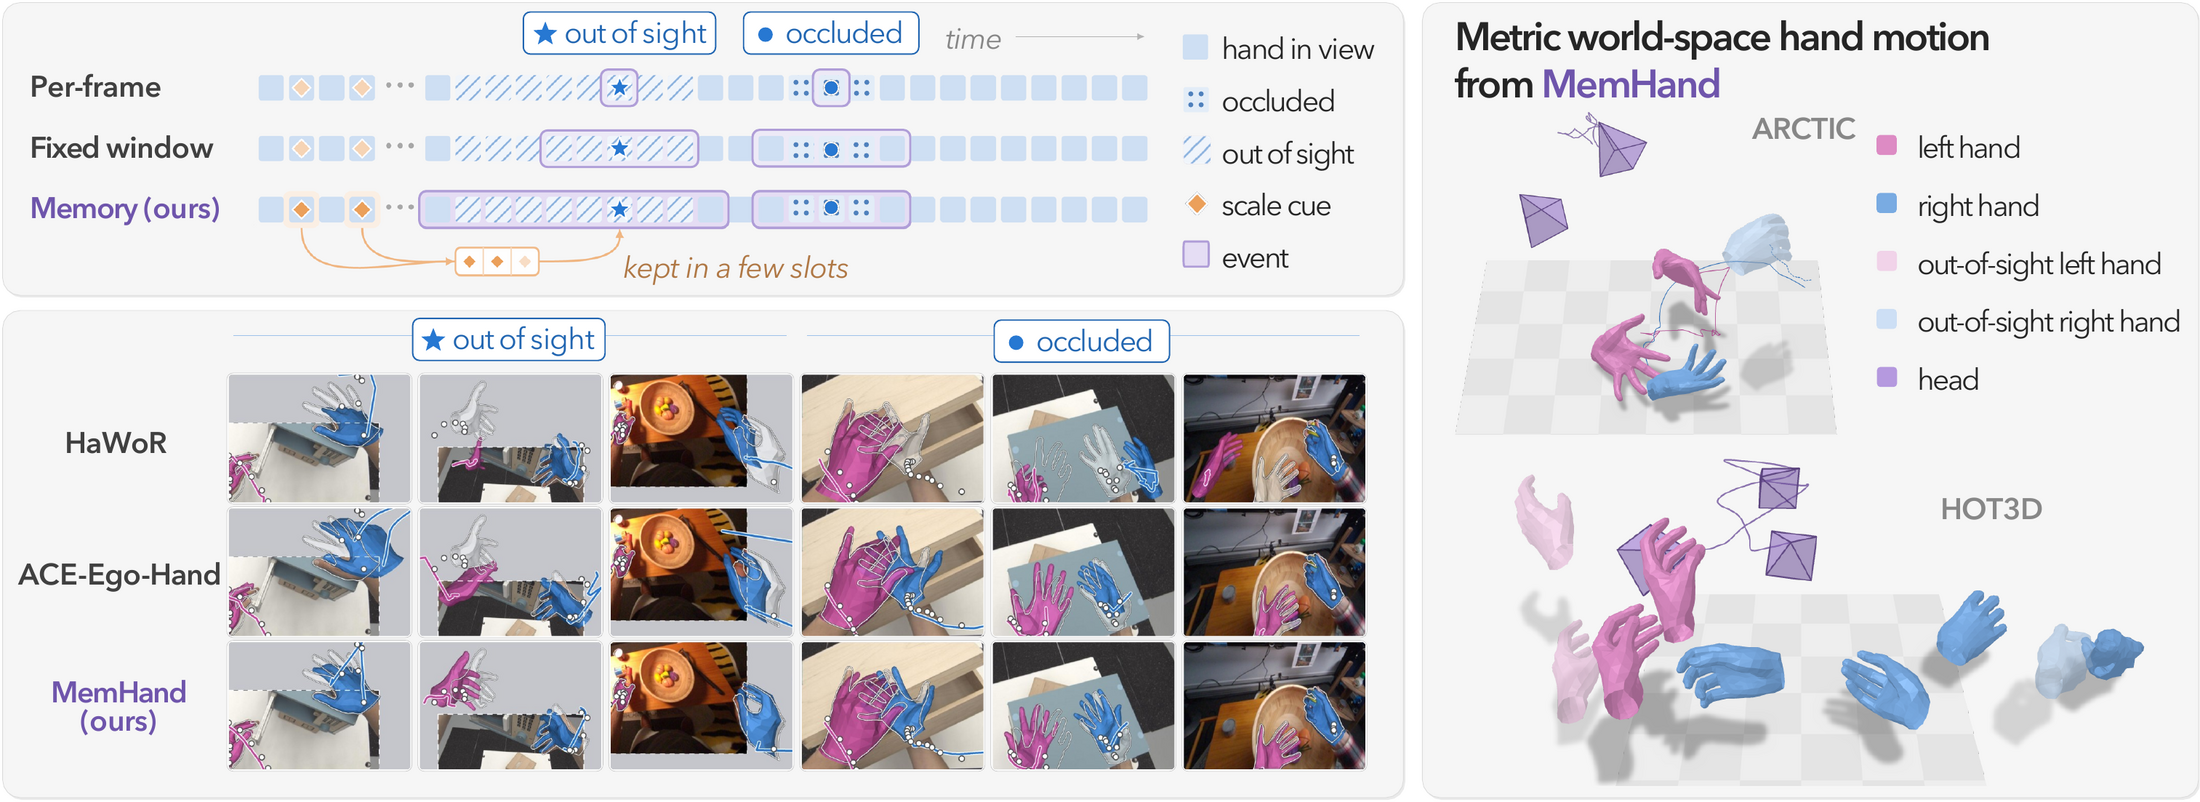 out of sight
occluded
time
Per-frame
Fixed window
Memory (ours)
kept in a few slots
hand in view
occluded
out of sight
scale cue
event
out of sight
occluded
HaWoR
ACE-Ego-Hand
MemHand
(ours)
Metric world-space hand motion
from MemHand
ARCTIC
left hand
right hand
out-of-sight left hand
out-of-sight right hand
head
HOT3D